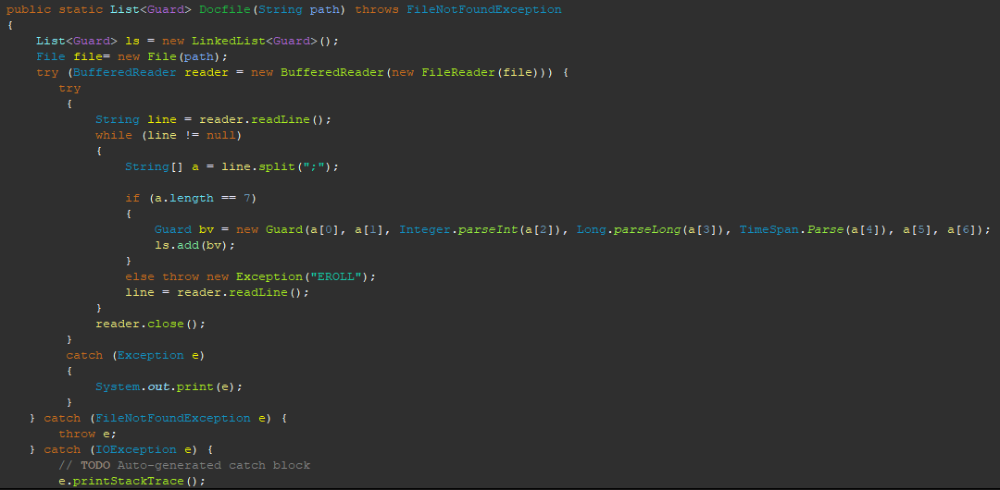 public static List<Guard> Docfile(String path) throws FileNotFoundException
{
List<Guard> ls = new LinkedList<Guard>();
File file= new File(path);
try (BufferedReader reader = new BufferedReader(new FileReader(file))) {
try
{
String line = reader.readLine();
while (line != null)
{
String[] a = line.split(";");
if (a.length == 7)
{
Guard bv = new Guard(a[0], a[1], Integer.parseInt(a[2]), Long.parseLong(a[3]), TimeSpan.Parse(a[4]), a[5], a[6]);
ls.add(bv);
}
else throw new Exception("EROLL");
line = reader.readLine();
}
reader.close();
}
catch (Exception e)
{
System.out.print(e);
}
} catch (FileNotFoundException e) {
throw e;
} catch (IOException e) {
// TODO Auto-generated catch block
e.printStackTrace();